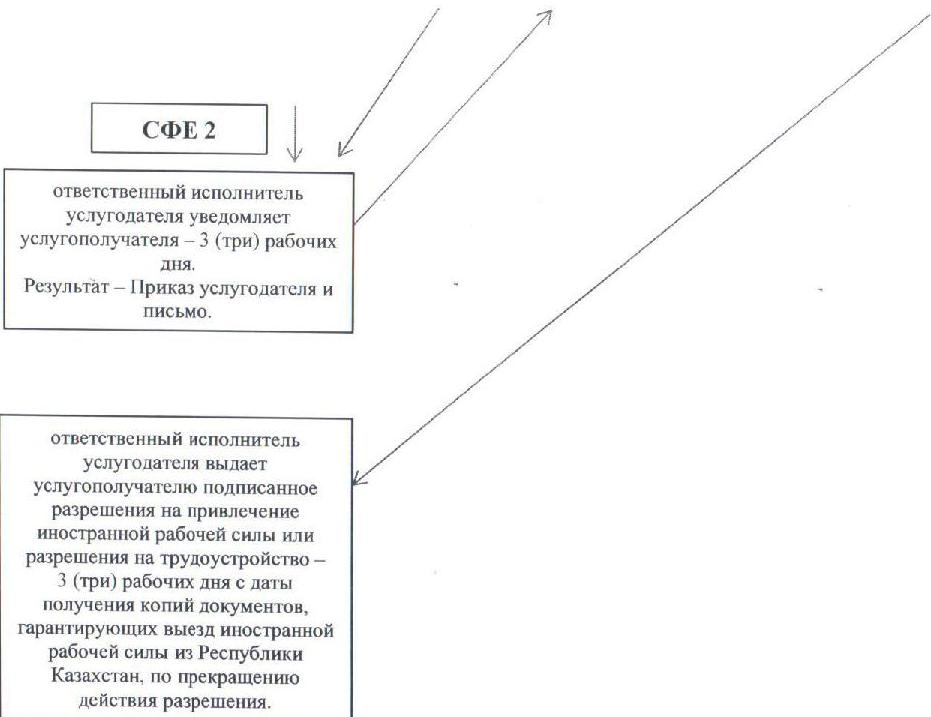 СФЕ 2
ответственный исполнитель
услугодателя уведомляет
услугополучателя – 3 (три) рабочих
дня.
Результат – Приказ услугодателя и
письмо.
ответственный исполнитель
услугодателя выдает
услугополучателю подписанное
разрешения на привлечение
иностранной рабочей силы или
разрешения на трудоустройство –
3 (три) рабочих дня с даты
получения копий документов,
гарантирующих выезд иностранной
рабочей силы из Республики
Казахстан, по прекращению
действия разрешения.